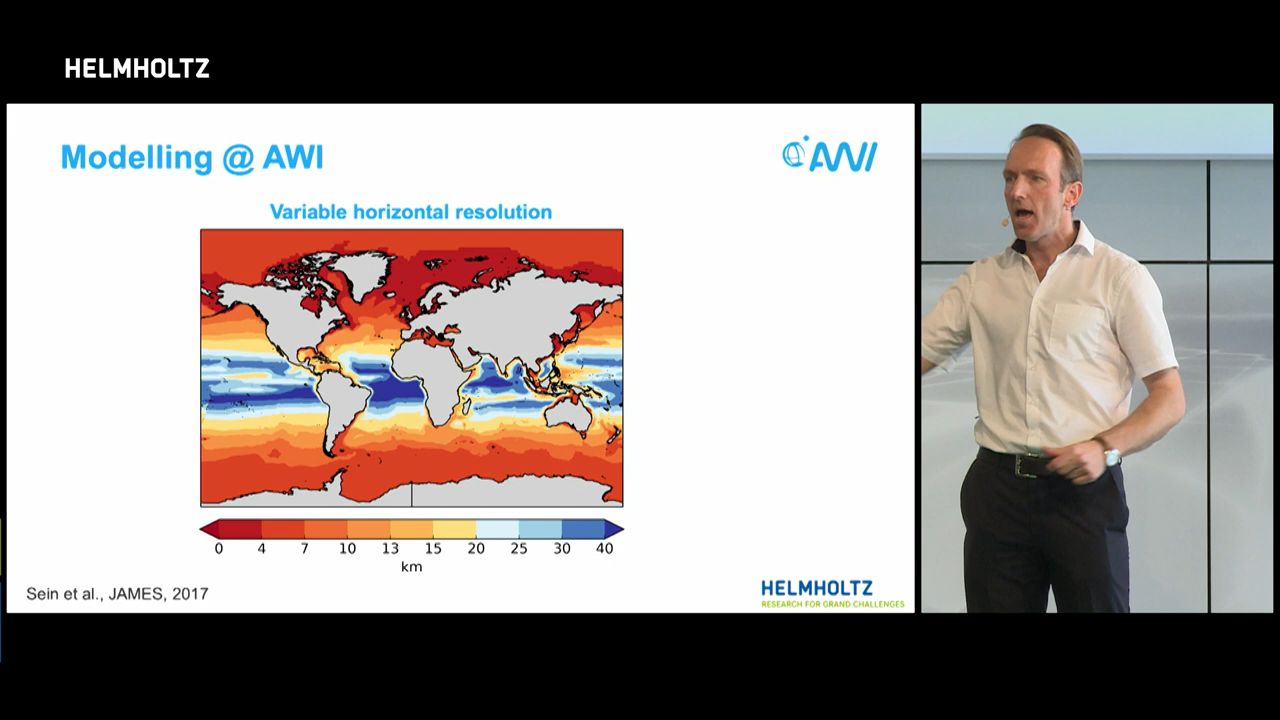 HELMHOLTZ
Modelling @ AWI
AWI
Variable horizontal resolution
0 4 7 10 13 15 20 25 30 40
km
Sein et al., JAMES, 2017
HELMHOLTZ
RESEARCH FOR GRAND CHALLENGES